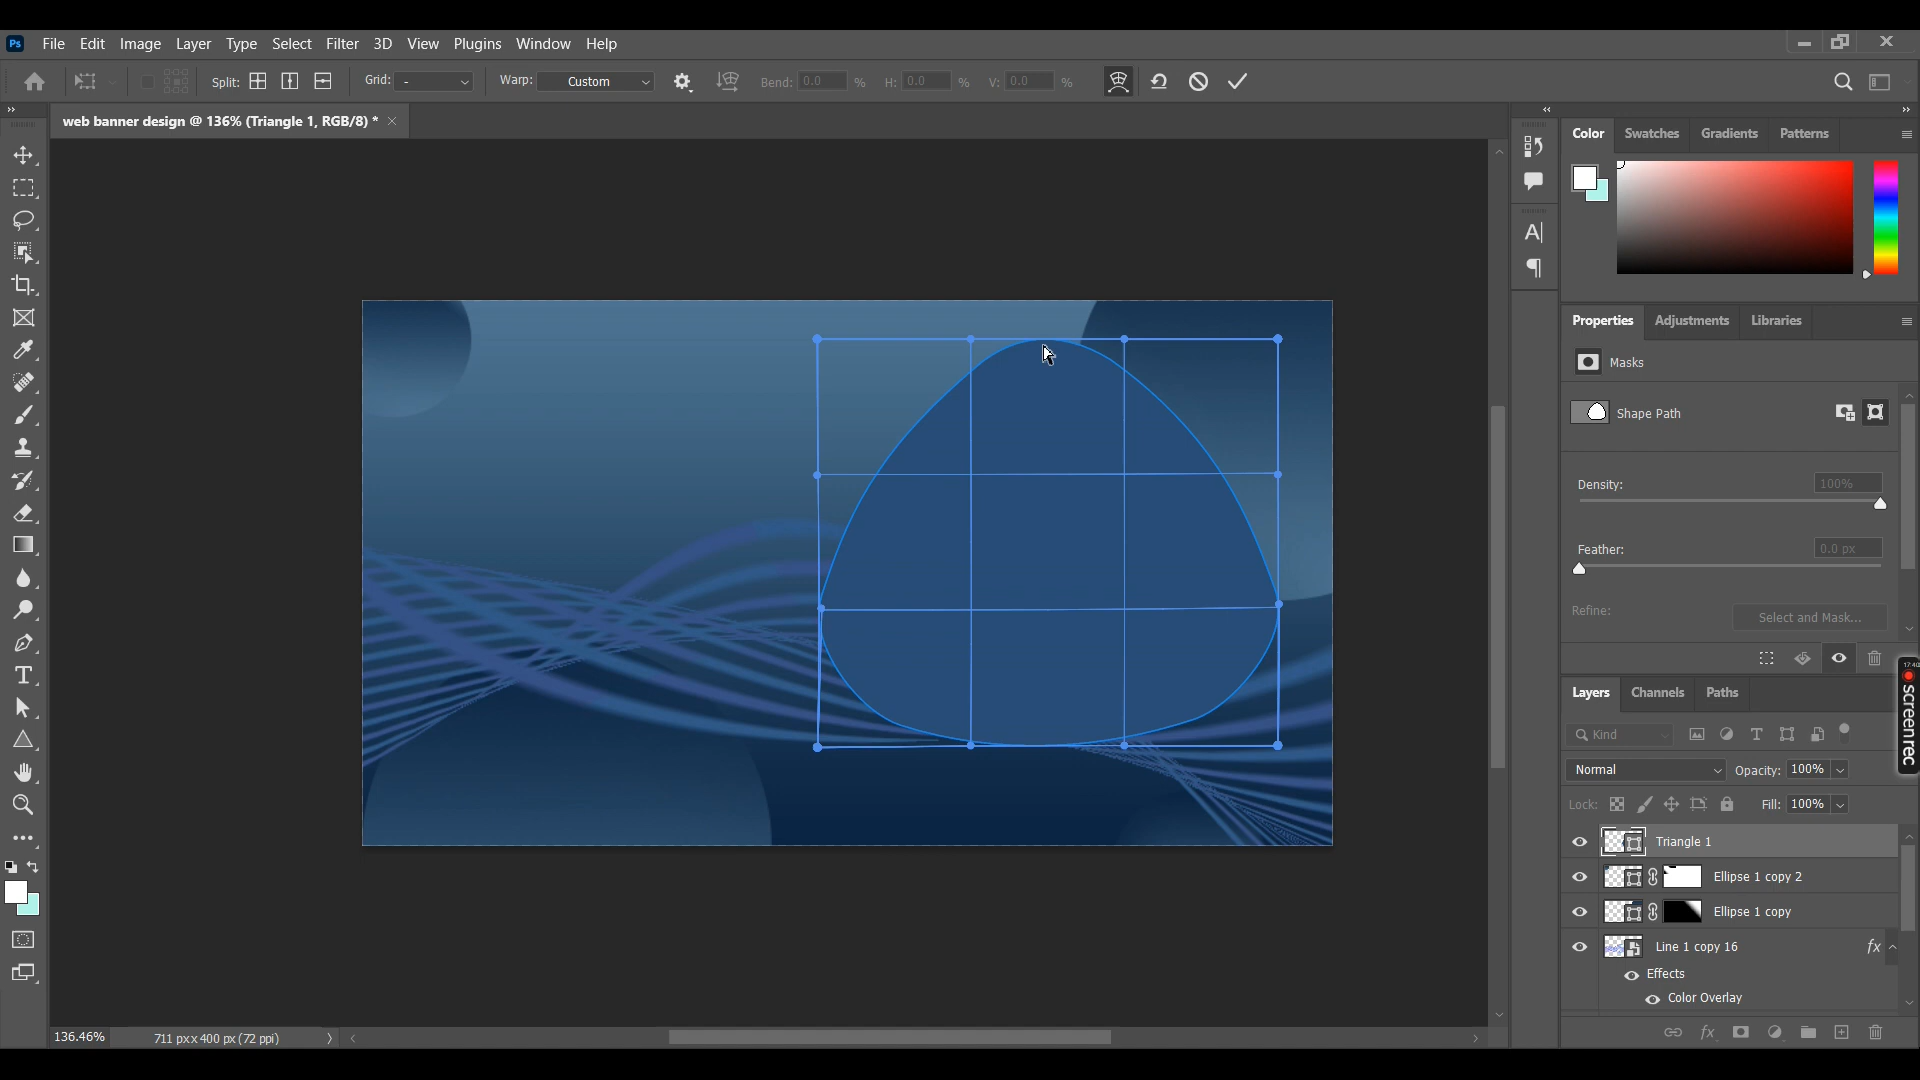 Ps File Edit Image Layer Type Select Filter 3D View Plugins Window Help
Split: Grid: - Warp: Custom Bend: 0.0 % H: 0.0 % V: 0.0 %
web banner design @ 136% (Triangle 1, RGB/8) *
Color Swatches Gradients Patterns
Properties Adjustments Libraries
Masks
Shape Path
Density: 100%
Feather: 0.0 px
Refine: Select and Mask...
17:40
screenrec
Layers Channels Paths
Kind
Normal Opacity: 100%
Lock: Fill: 100%
Triangle 1
Ellipse 1 copy 2
Ellipse 1 copy
Line 1 copy 16 fx
Effects
Color Overlay
136.46% 711 px x 400 px (72 ppi)
fx